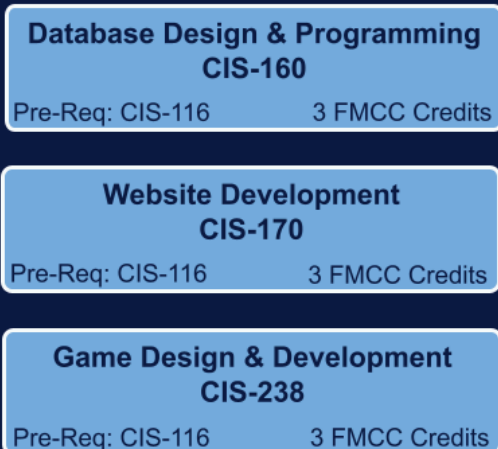 Database Design & Programming
CIS-160
Pre-Req: CIS-116 3 FMCC Credits
Website Development
CIS-170
Pre-Req: CIS-116 3 FMCC Credits
Game Design & Development
CIS-238
Pre-Req: CIS-116 3 FMCC Credits